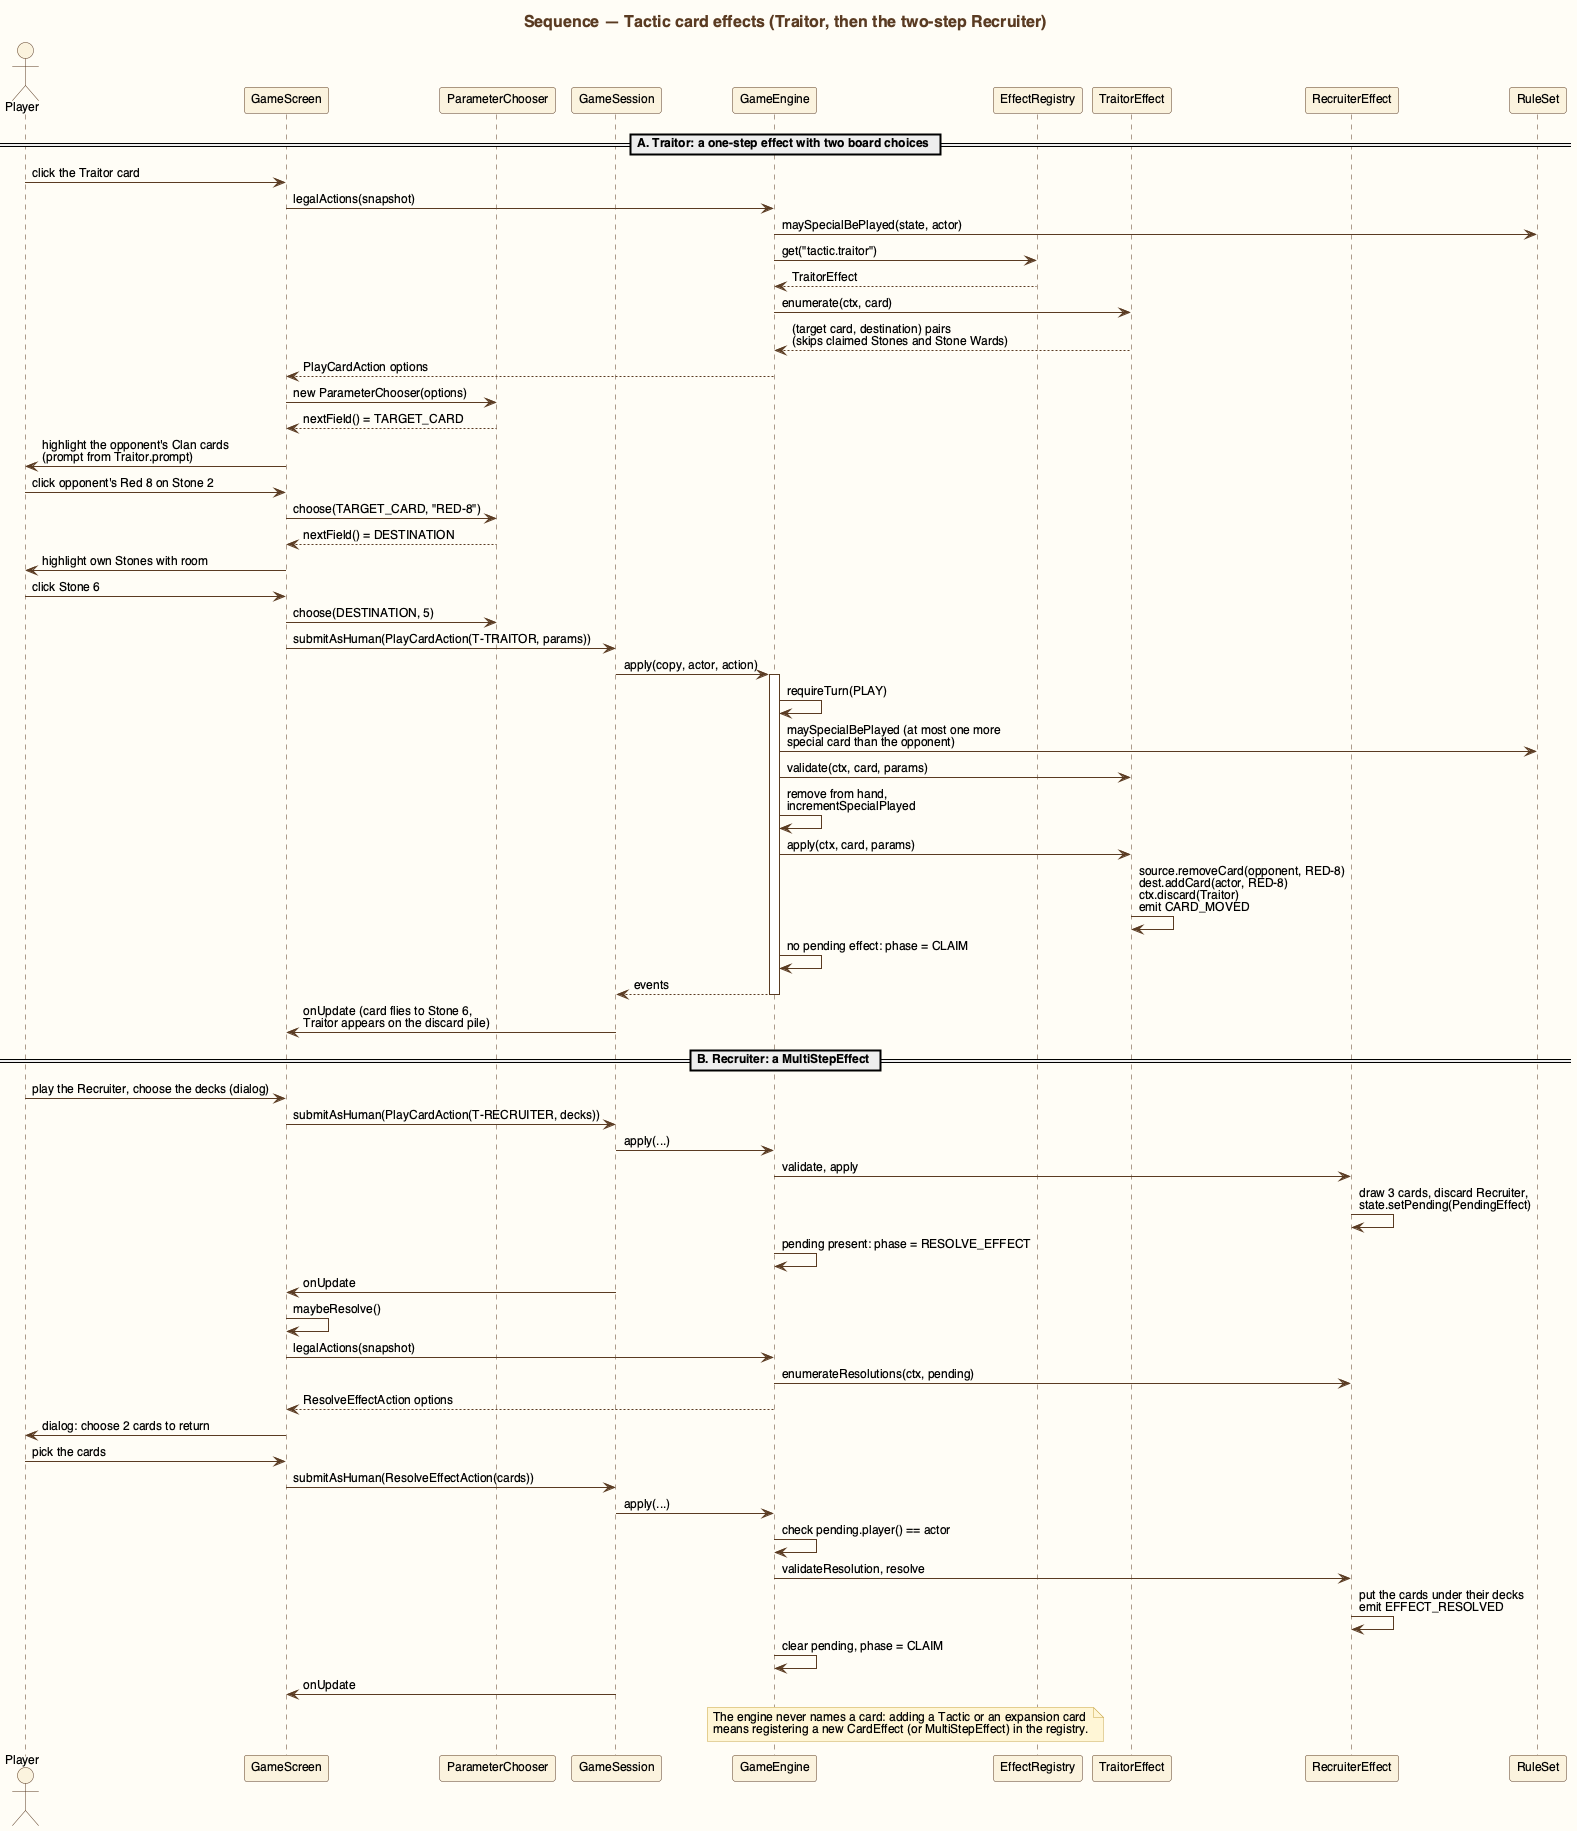 Sequence — Tactic card effects (Traitor, then the two-step Recruiter)
Player
GameScreen
ParameterChooser
GameSession
GameEngine
EffectRegistry
TraitorEffect
RecruiterEffect
RuleSet
A. Traitor: a one-step effect with two board choices
click the Traitor card
legalActions(snapshot)
maySpecialBePlayed(state, actor)
get("tactic.traitor")
TraitorEffect
enumerate(ctx, card)
(target card, destination) pairs
(skips claimed Stones and Stone Wards)
PlayCardAction options
new ParameterChooser(options)
nextField() = TARGET_CARD
highlight the opponent's Clan cards
(prompt from Traitor.prompt)
click opponent's Red 8 on Stone 2
choose(TARGET_CARD, "RED-8")
nextField() = DESTINATION
highlight own Stones with room
click Stone 6
choose(DESTINATION, 5)
submitAsHuman(PlayCardAction(T-TRAITOR, params))
apply(copy, actor, action)
requireTurn(PLAY)
maySpecialBePlayed (at most one more
special card than the opponent)
validate(ctx, card, params)
remove from hand,
incrementSpecialPlayed
apply(ctx, card, params)
source.removeCard(opponent, RED-8)
dest.addCard(actor, RED-8)
ctx.discard(Traitor)
emit CARD_MOVED
no pending effect: phase = CLAIM
events
onUpdate (card flies to Stone 6,
Traitor appears on the discard pile)
B. Recruiter: a MultiStepEffect
play the Recruiter, choose the decks (dialog)
submitAsHuman(PlayCardAction(T-RECRUITER, decks))
apply(...)
validate, apply
draw 3 cards, discard Recruiter,
state.setPending(PendingEffect)
pending present: phase = RESOLVE_EFFECT
onUpdate
maybeResolve()
legalActions(snapshot)
enumerateResolutions(ctx, pending)
ResolveEffectAction options
dialog: choose 2 cards to return
pick the cards
submitAsHuman(ResolveEffectAction(cards))
apply(...)
check pending.player() == actor
validateResolution, resolve
put the cards under their decks
emit EFFECT_RESOLVED
clear pending, phase = CLAIM
onUpdate
The engine never names a card: adding a Tactic or an expansion card
means registering a new CardEffect (or MultiStepEffect) in the registry.
Player
GameScreen
ParameterChooser
GameSession
GameEngine
EffectRegistry
TraitorEffect
RecruiterEffect
RuleSet